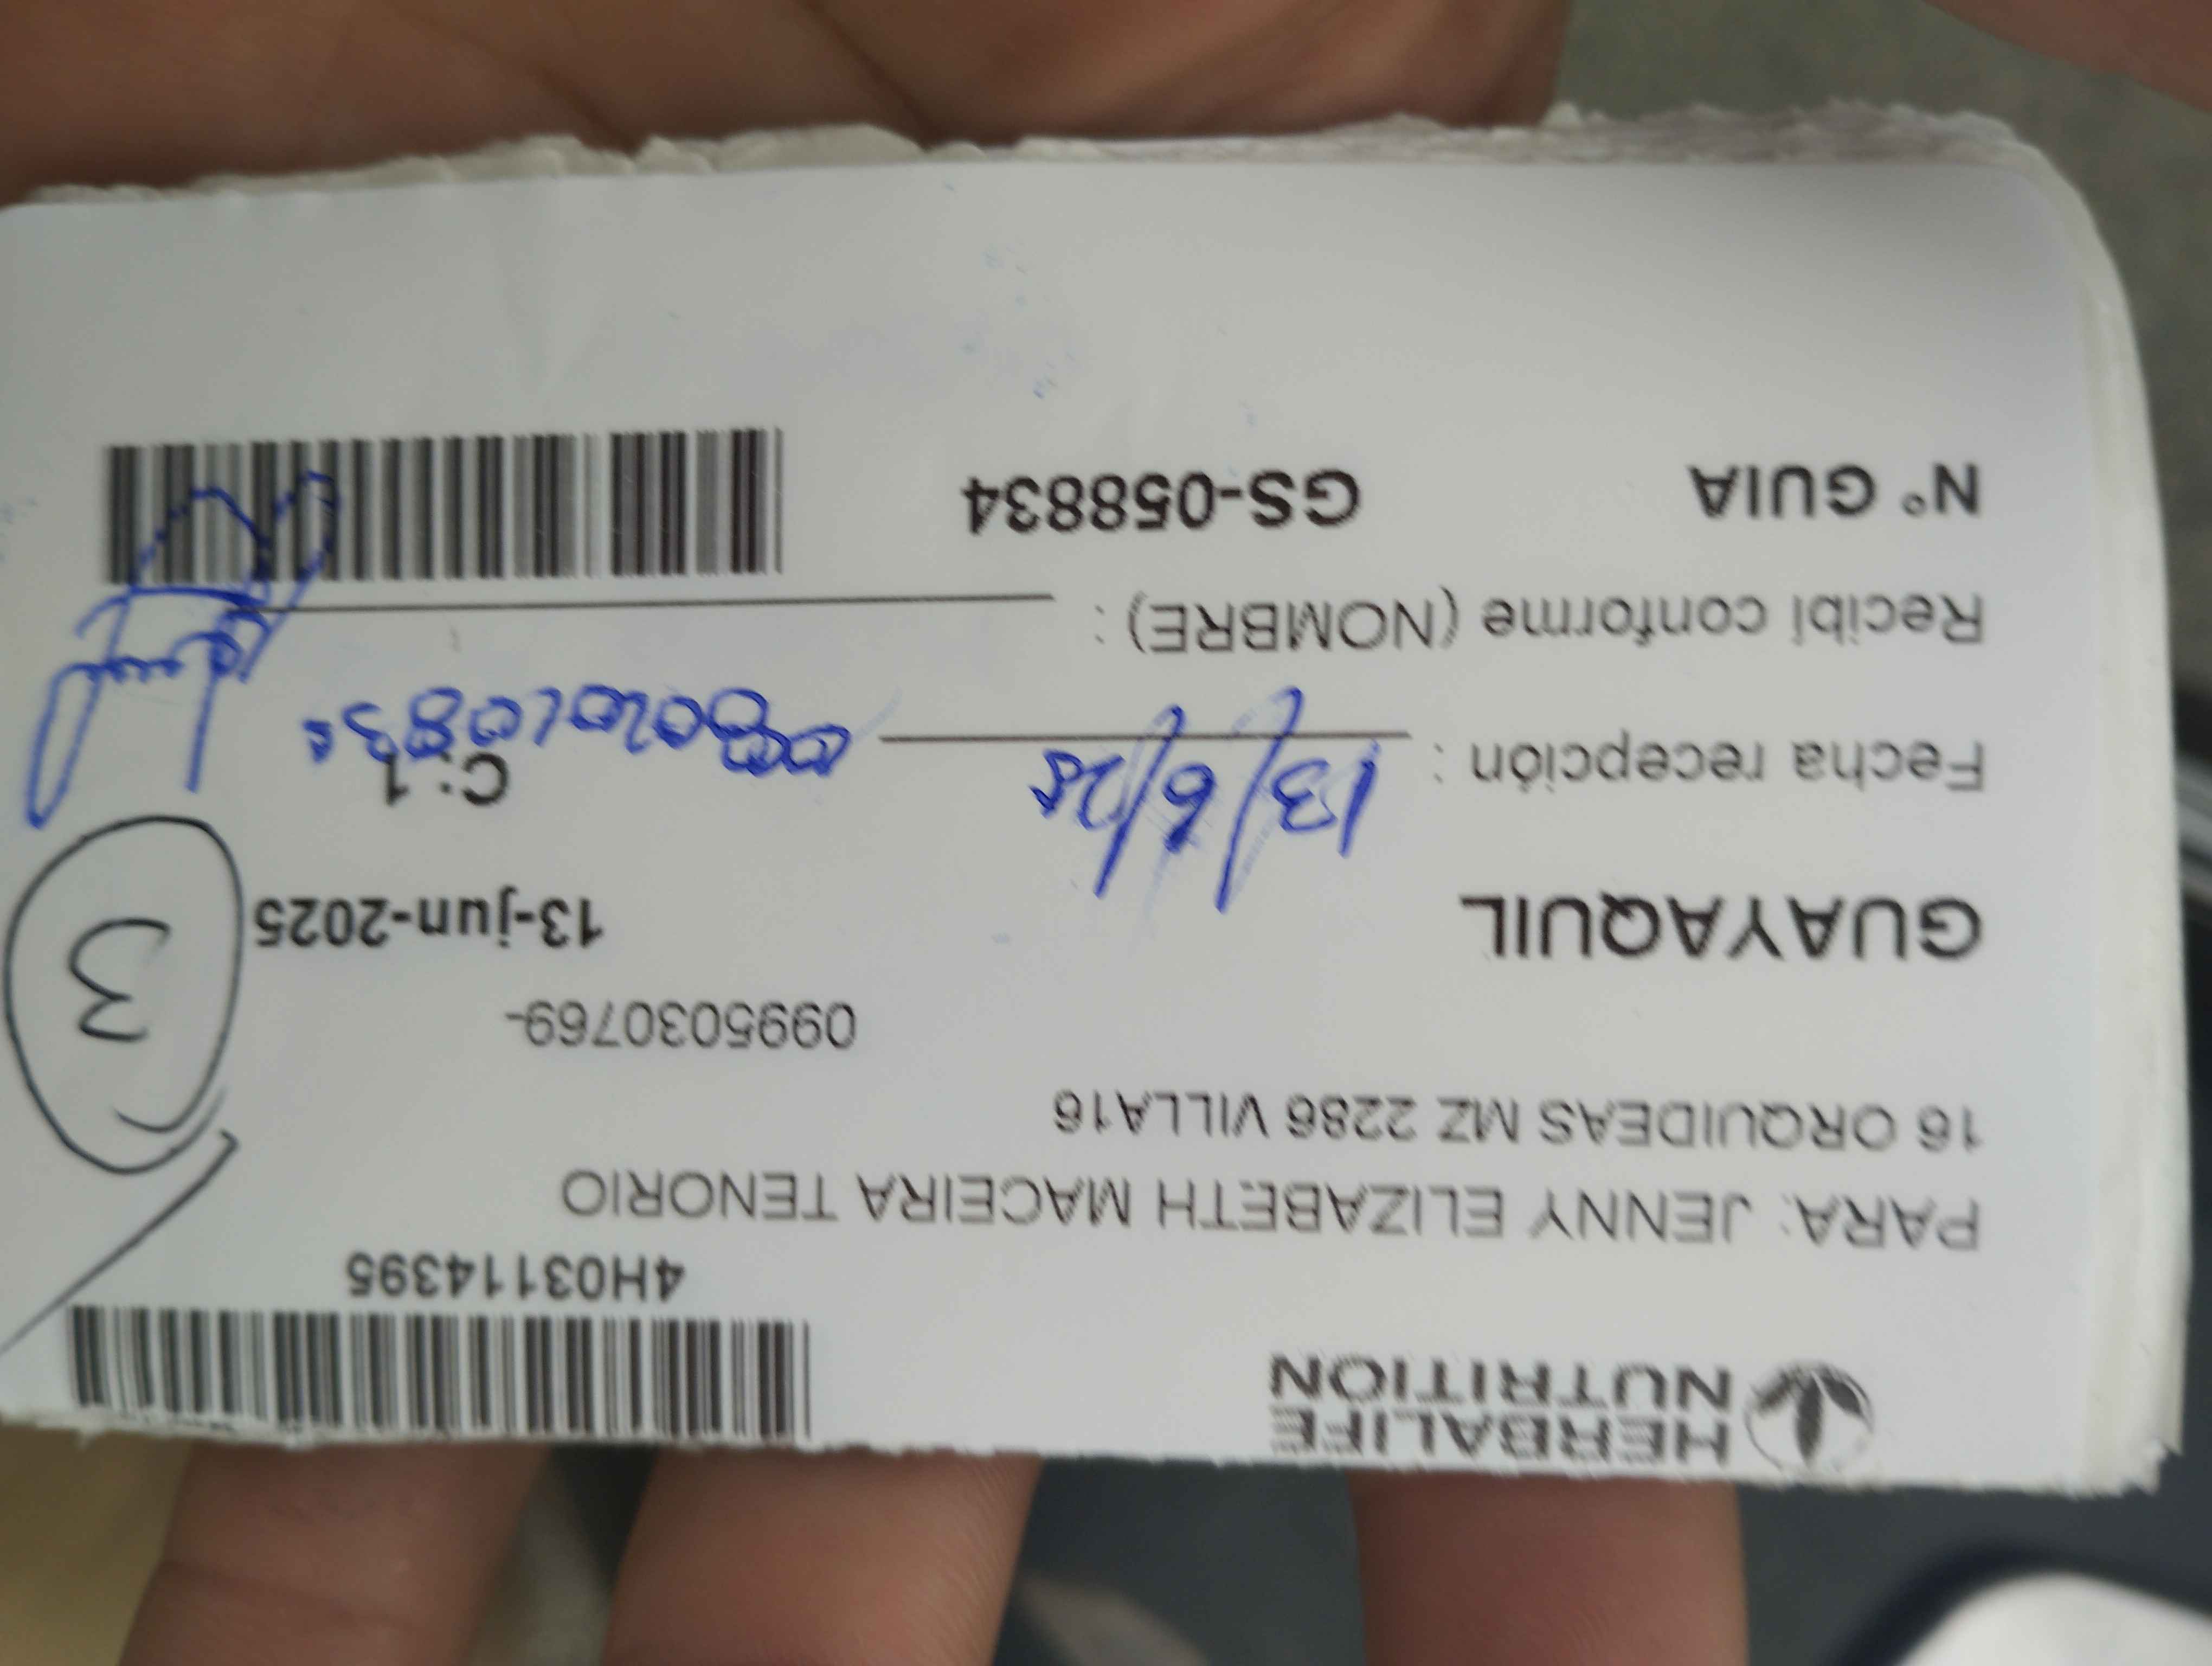 HERBALIFE
NUTRITION
4H03114395
PARA: JENNY ELIZABETH MACEIRA TENORIO
16 ORQUIDEAS MZ 2286 VILLA16
0995030769-
3
GUAYAQUIL 13-jun-2025
C: 1
Fecha recepción : 13/6/25
Recibí conforme (NOMBRE) :
N° GUIA GS-058834